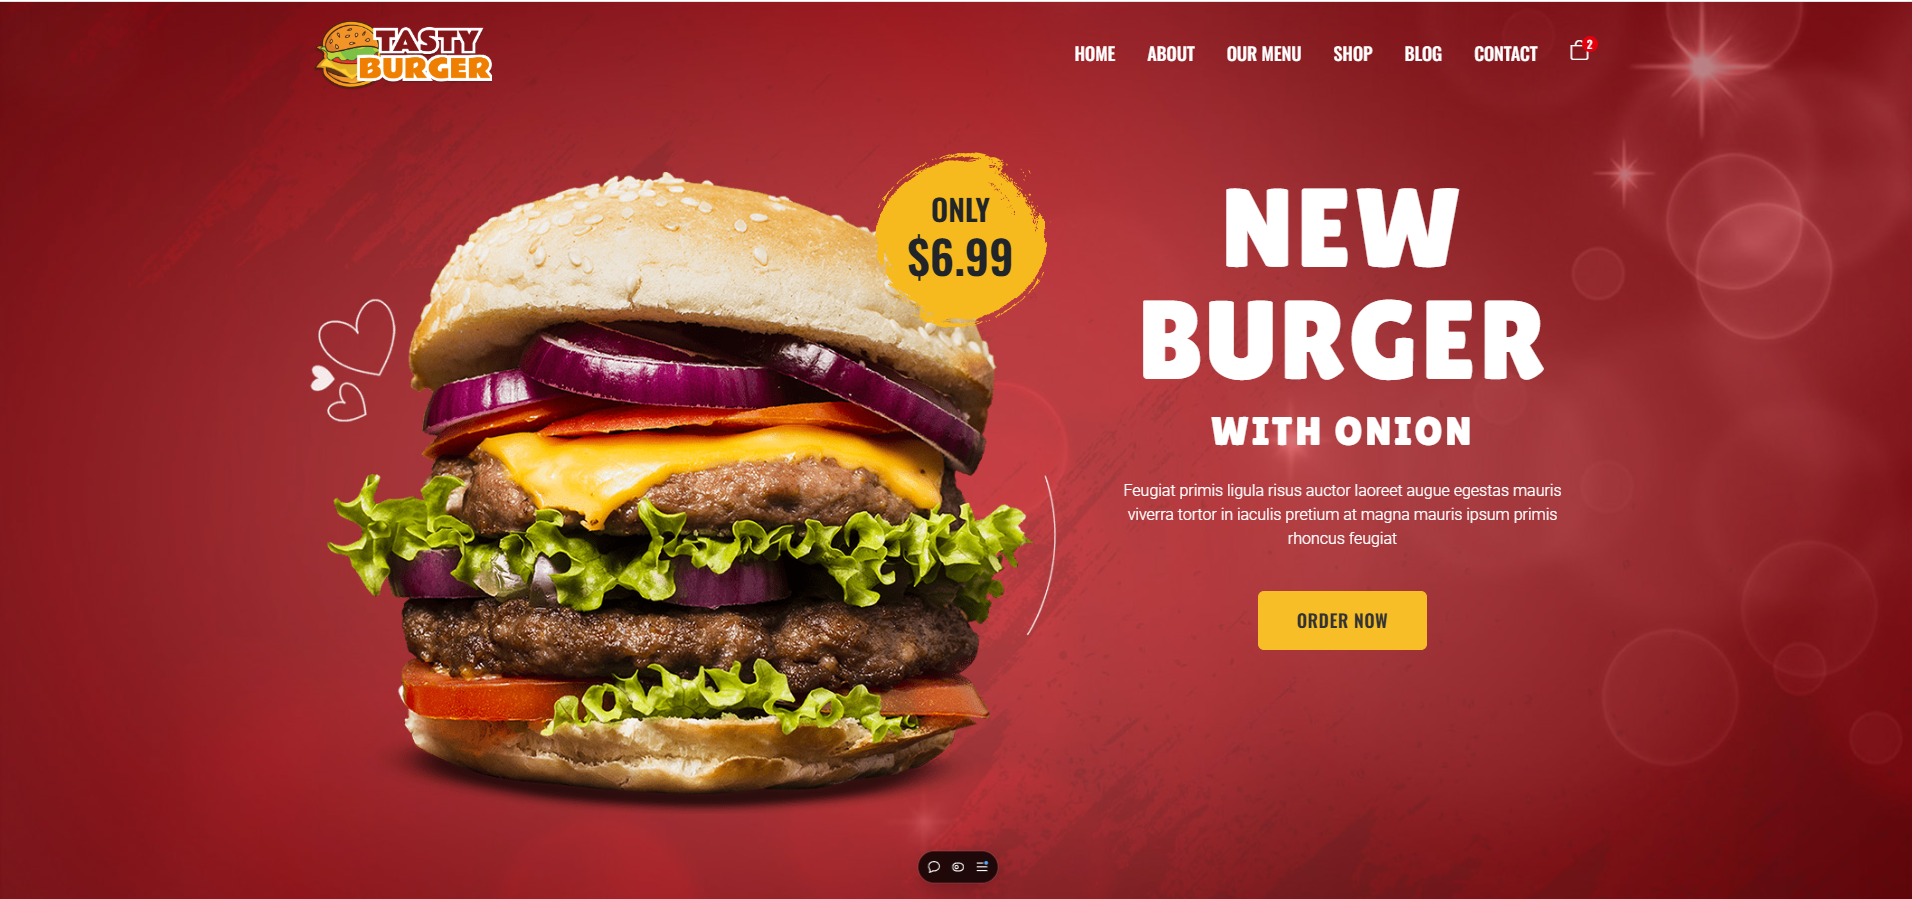 TASTY
BURGER
HOME ABOUT OUR MENU SHOP BLOG CONTACT 2
ONLY
$6.99
NEW
BURGER
WITH ONION
Feugiat primis ligula risus auctor laoreet augue egestas mauris
viverra tortor in iaculis pretium at magna mauris ipsum primis
rhoncus feugiat
ORDER NOW